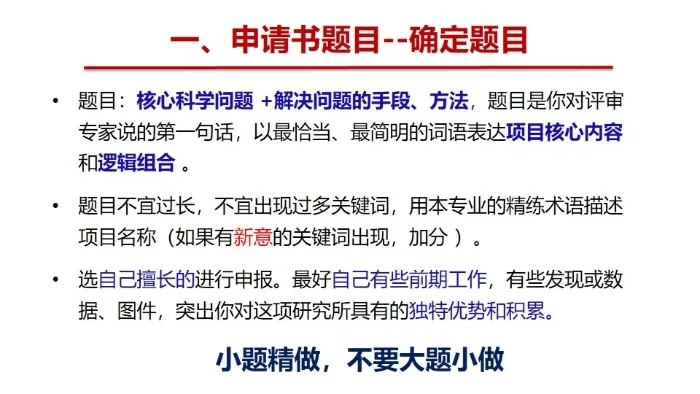 一、申请书题目--确定题目
• 题目：核心科学问题 +解决问题的手段、方法，题目是你对评审
专家说的第一句话，以最恰当、最简明的词语表达项目核心内容
和逻辑组合 。
• 题目不宜过长，不宜出现过多关键词，用本专业的精练术语描述
项目名称（如果有新意的关键词出现，加分 ）。
• 选自己擅长的进行申报。最好自己有些前期工作，有些发现或数
据、图件，突出你对这项研究所具有的独特优势和积累。
小题精做，不要大题小做